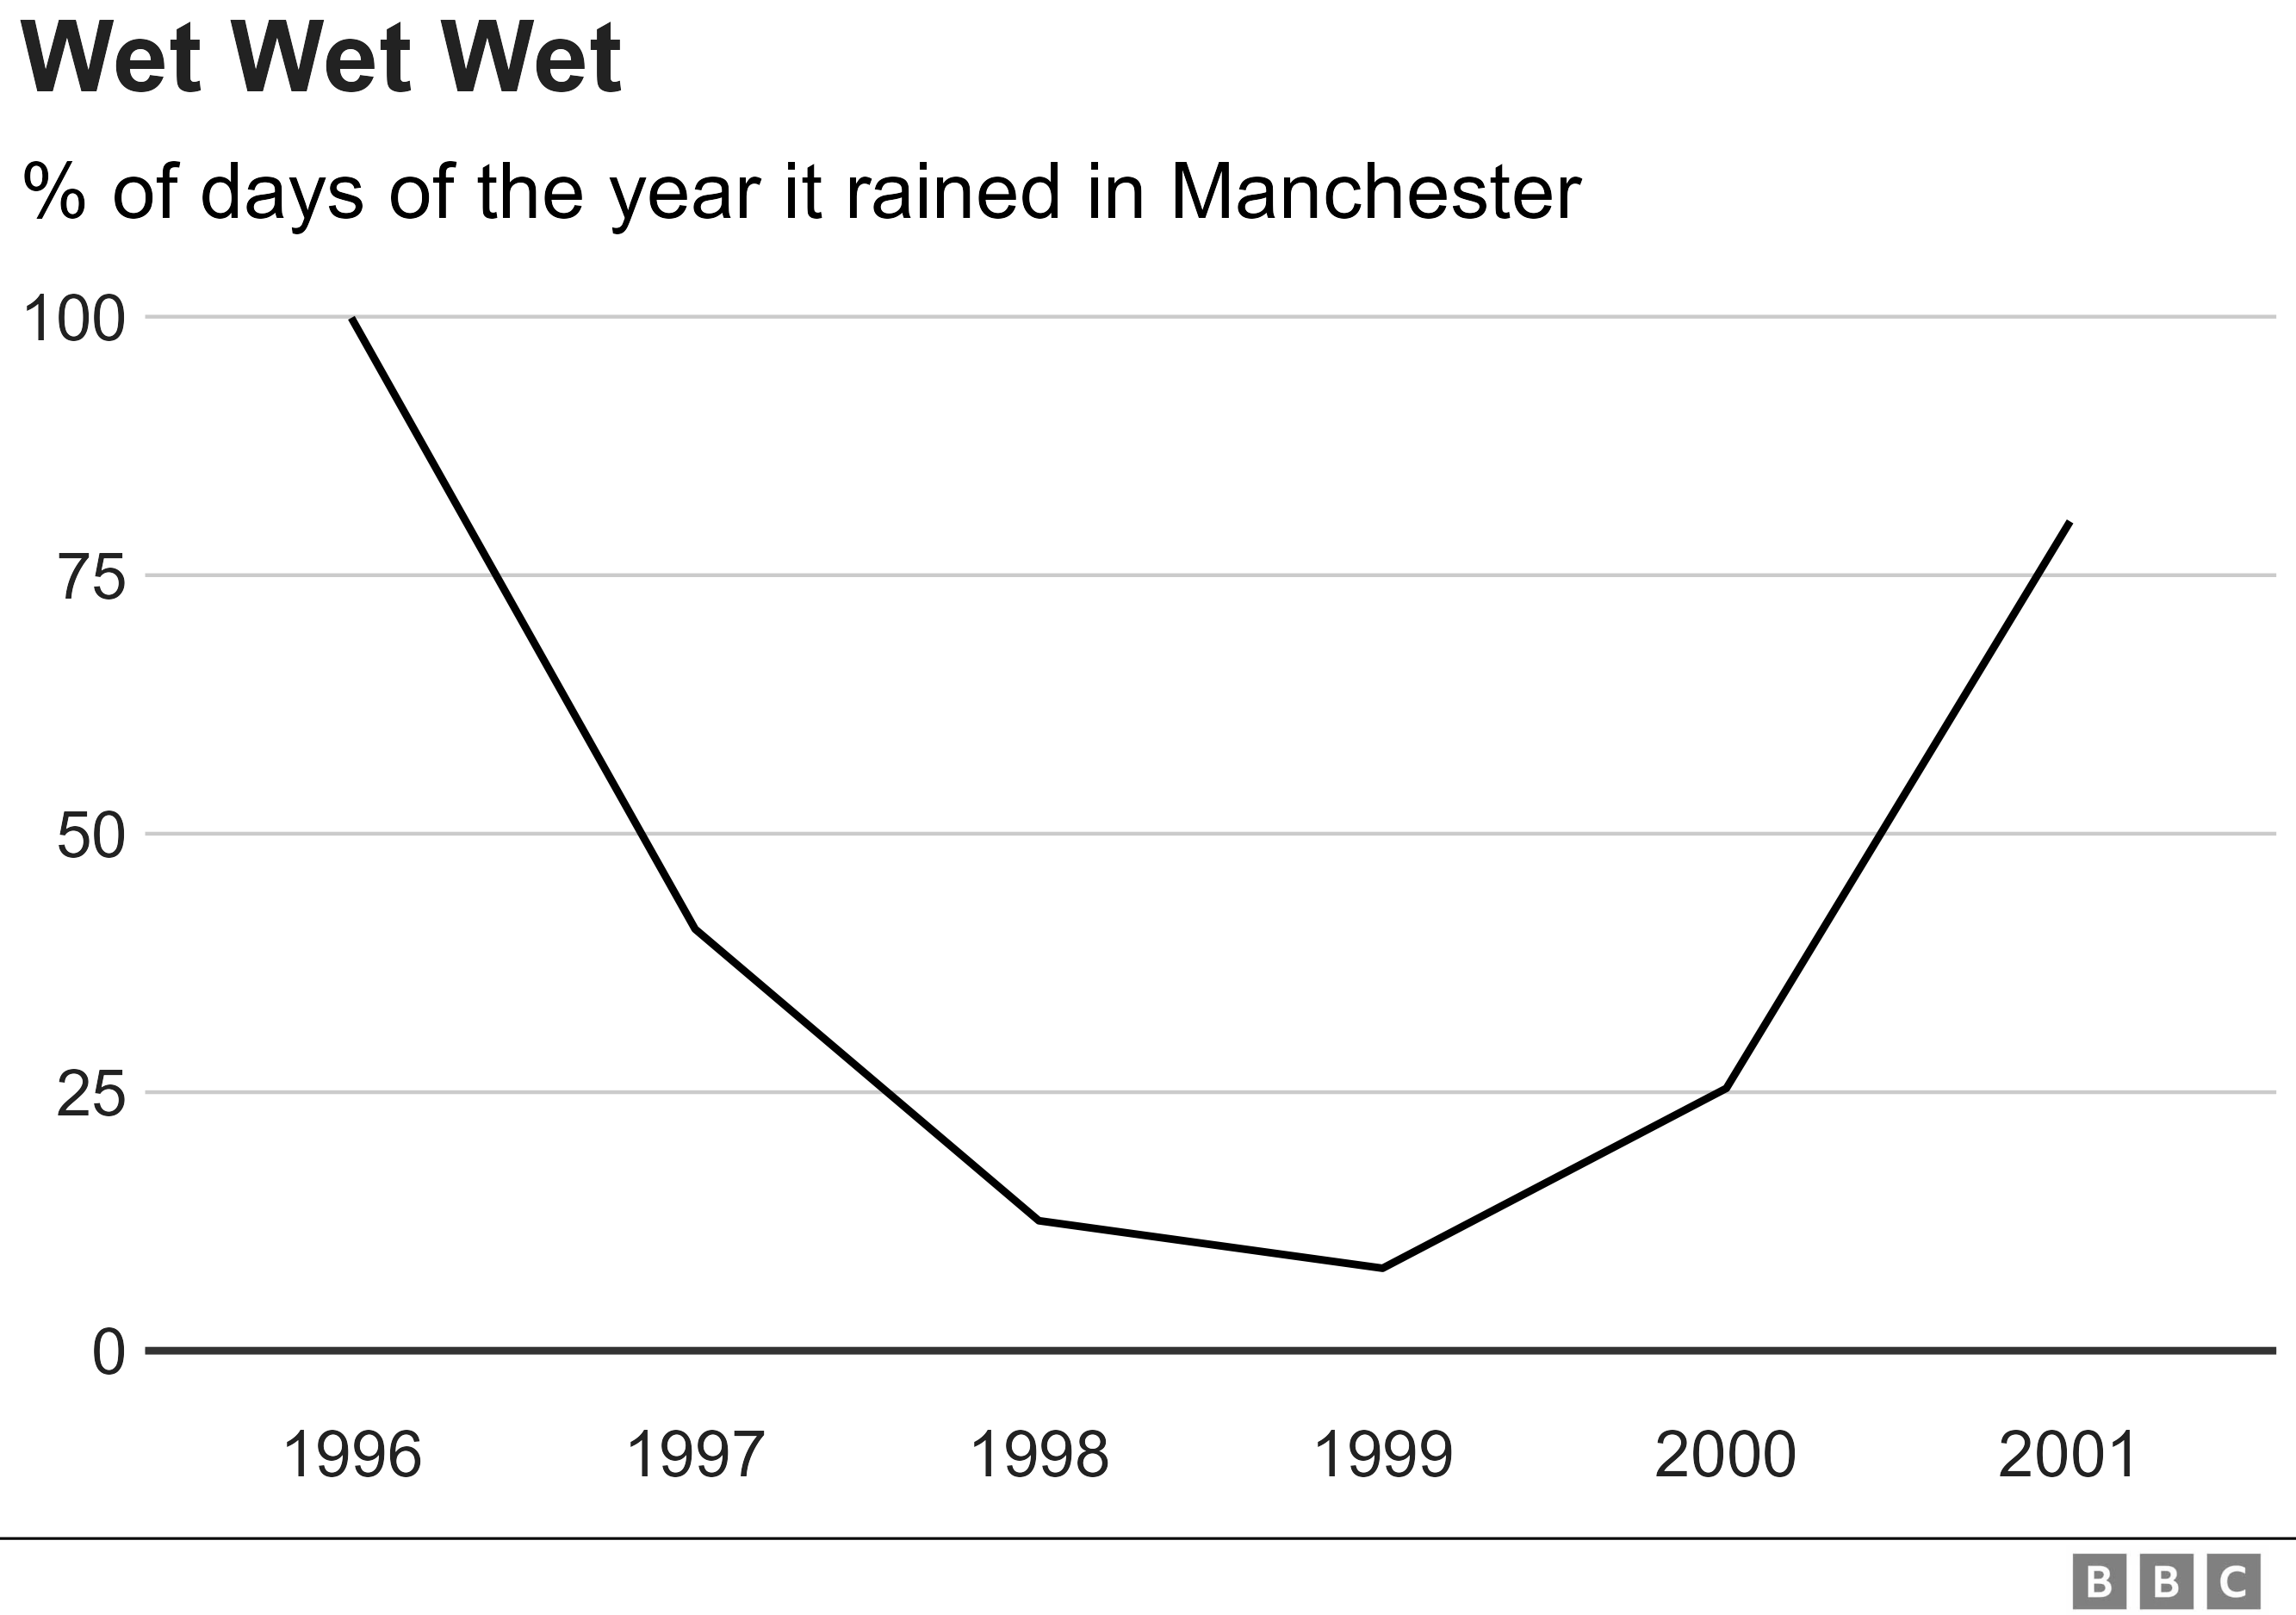 Wet Wet Wet
% of days of the year it rained in Manchester
100
75
50
25
0
1996 1997 1998 1999 2000 2001
BBC